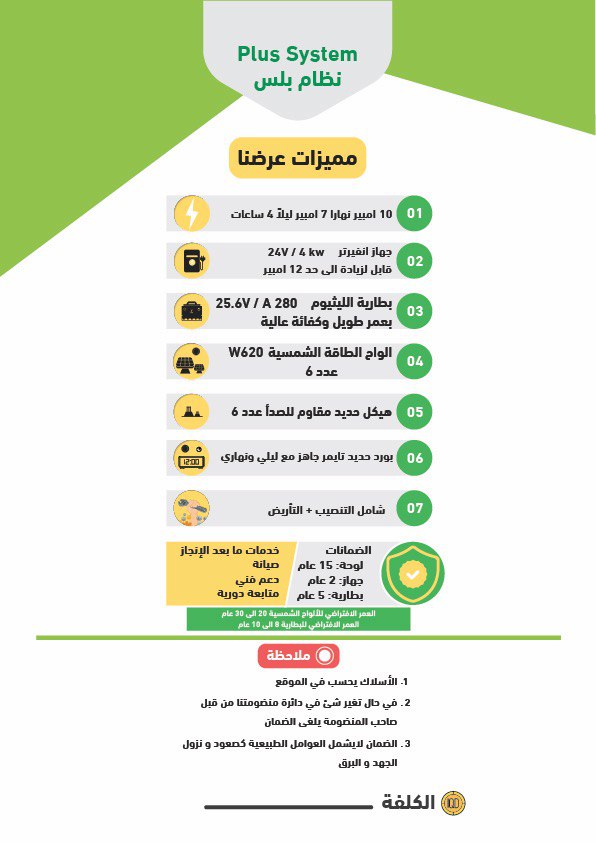 Plus System
نظام بلس
مميزات عرضنا
01 10 امبير نهارا 7 امبير ليلاً 4 ساعات
02 جهاز انفيرتر 24V / 4 kw
قابل لزيادة الى حد 12 امبير
03 بطارية الليثيوم 25.6V / A 280
بعمر طويل وكفائة عالية
04 الواح الطاقة الشمسية W620
عدد 6
05 هيكل حديد مقاوم للصدأ عدد 6
06 بورد حديد تايمر جاهز مع ليلي ونهاري
12:00
07 شامل التنصيب + التأريض
الضمانات
لوحة: 15 عام
جهاز: 2 عام
بطارية: 5 عام
خدمات ما بعد الإنجاز
صيانة
دعم فني
متابعة دورية
العمر الافتراضي للألواح الشمسية 20 الى 30 عام
العمر الافتراضي للبطارية 8 الى 10 عام
ملاحظة
1. الأسلاك يحسب في الموقع
2. في حال تغير شئ في دائرة منضومتنا من قبل
صاحب المنضومة يلغى الضمان
3. الضمان لايشمل العوامل الطبيعية كصعود و نزول
الجهد و البرق
IQD الكلفة